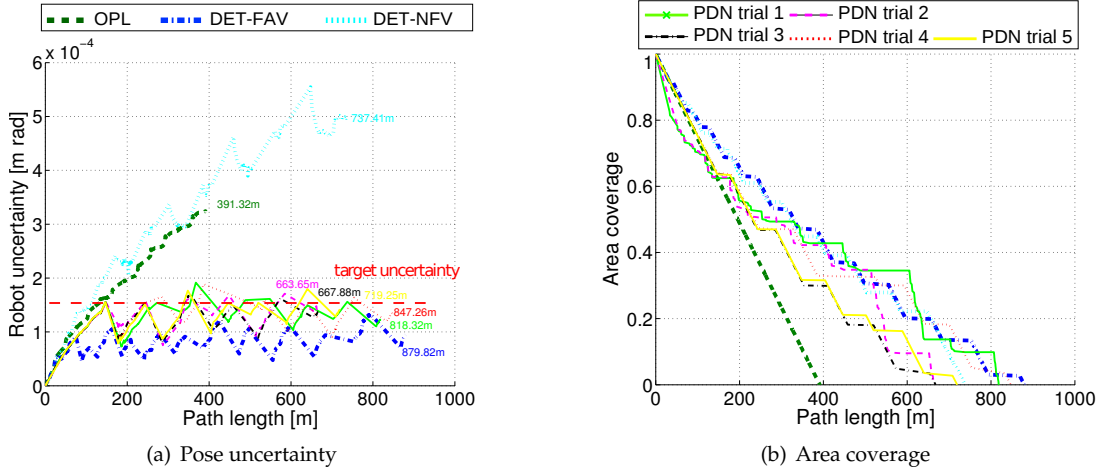 OPL DET-FAV DET-NFV
x 10⁻⁴
6
5
4
3
2
1
0
Robot uncertainty [m rad]
737.41m
391.32m
target uncertainty
663.65m
667.88m
847.26m
818.32m
879.82m
0 200 400 600 800 1000
Path length [m]
(a) Pose uncertainty
PDN trial 1 PDN trial 2
PDN trial 3 PDN trial 4 PDN trial 5
1
0.8
0.6
0.4
0.2
0
Area coverage
0 200 400 600 800 1000
Path length [m]
(b) Area coverage